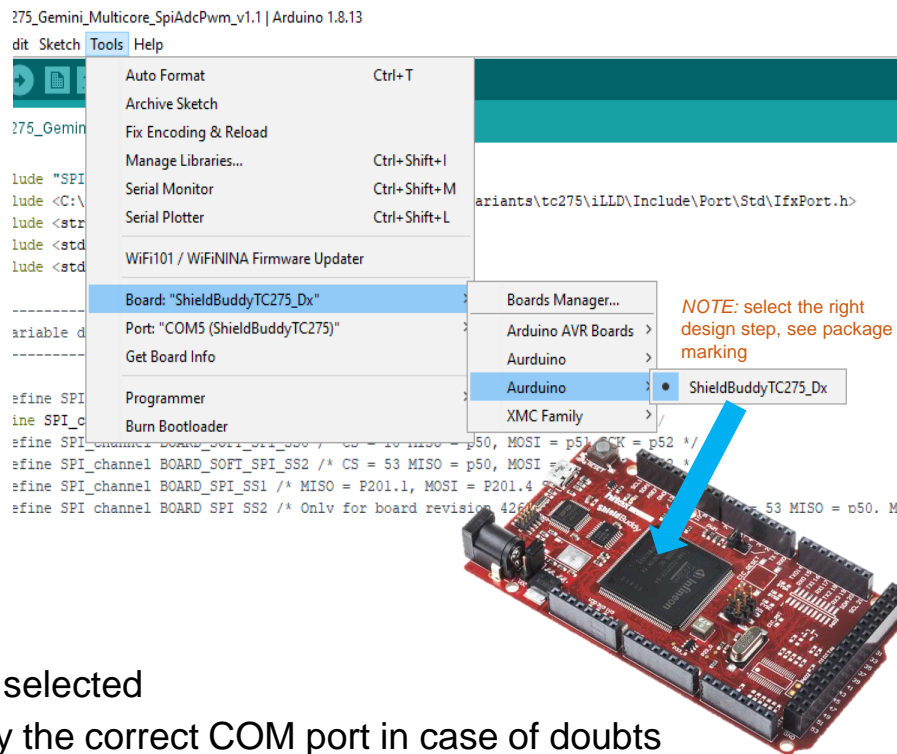 275_Gemini_Multicore_SpiAdcPwm_v1.1 | Arduino 1.8.13
dit Sketch Tools Help
Auto Format Ctrl+T
Archive Sketch
275_Gemin Fix Encoding & Reload
Manage Libraries... Ctrl+Shift+I
lude "SPI Serial Monitor Ctrl+Shift+M
lude <C:\ ariants\tc275\iLLD\Include\Port\Std\IfxPort.h>
lude <str Serial Plotter Ctrl+Shift+L
lude <std
lude <std WiFi101 / WiFiNINA Firmware Updater
Board: "ShieldBuddyTC275_Dx" Boards Manager...
NOTE: select the right
design step, see package
marking
ariable d Port: "COM5 (ShieldBuddyTC275)" Arduino AVR Boards
Get Board Info Aurduino
efine SPI Programmer Aurduino ShieldBuddyTC275_Dx
ine SPI_c Burn Bootloader XMC Family
efine SPI_channel BOARD_SOFT_SPI_SS0 /* CS = 10 MISO = p50, MOSI = p51 SCK = p52 */
efine SPI_channel BOARD_SOFT_SPI_SS2 /* CS = 53 MISO = p50, MOSI =
efine SPI_channel BOARD_SPI_SS1 /* MISO = P201.1, MOSI = P201.4
efine SPI_channel BOARD_SPI_SS2 /* Only for board revision 426 = 53 MISO = p50, M
shieldBuddy
infineon
selected
y the correct COM port in case of doubts